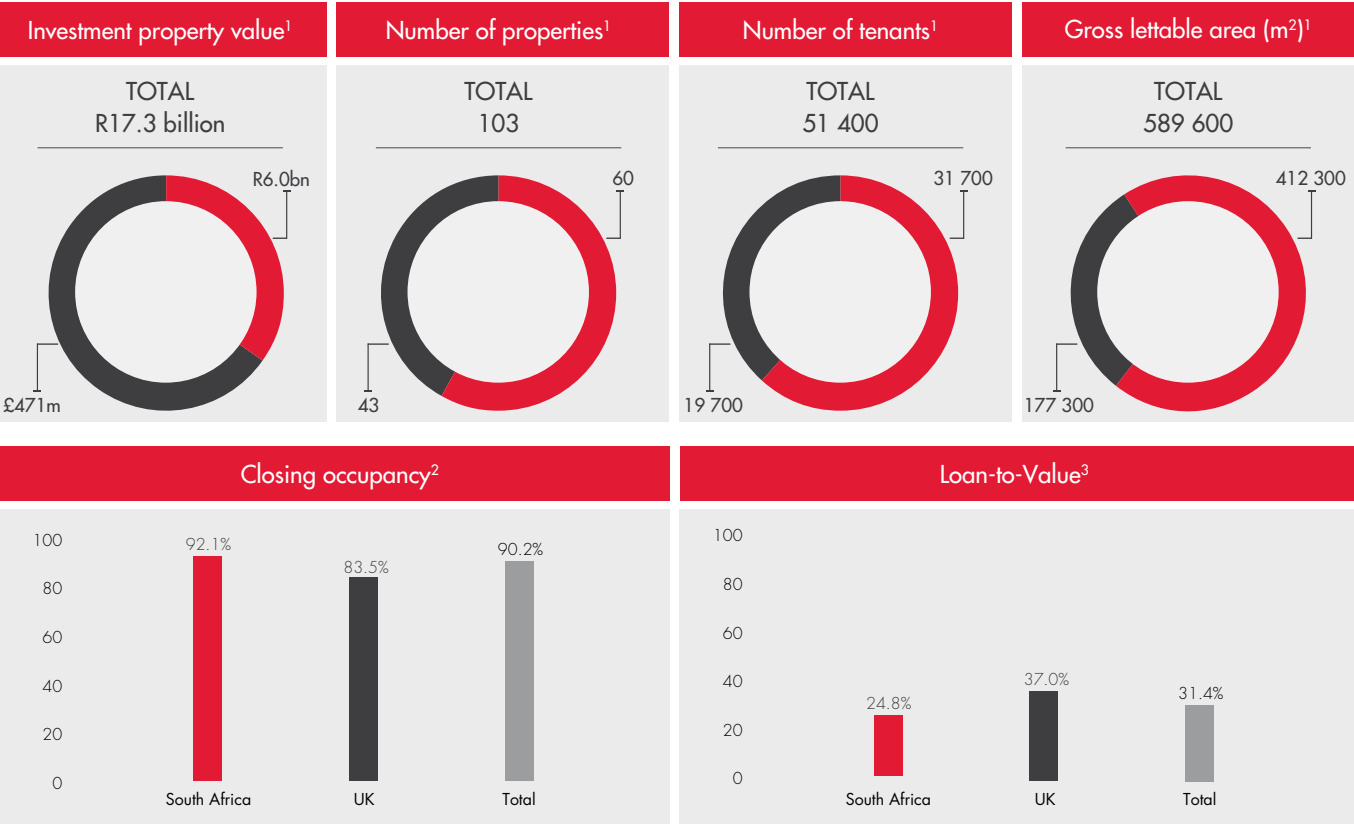 Investment property value¹
TOTAL
R17.3 billion
R6.0bn
£471m
Number of properties¹
TOTAL
103
60
43
Number of tenants¹
TOTAL
51 400
31 700
19 700
Gross lettable area (m²)¹
TOTAL
589 600
412 300
177 300
Closing occupancy²
100
80
60
40
20
0
92.1%
83.5%
90.2%
South Africa
UK
Total
Loan-to-Value³
100
80
60
40
20
0
24.8%
37.0%
31.4%
South Africa
UK
Total